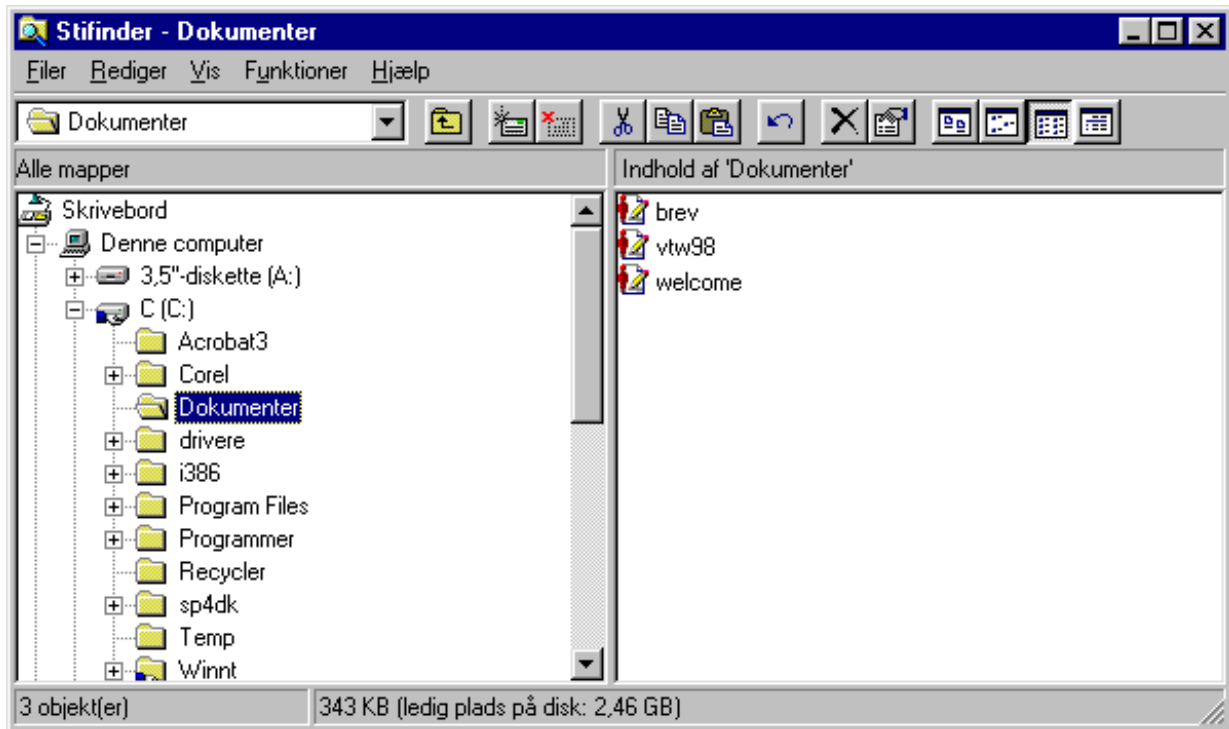 Stifinder - Dokumenter
Filer Rediger Vis Funktioner Hjælp
Dokumenter
Alle mapper
Indhold af 'Dokumenter'
Skrivebord
Denne computer
3,5"-diskette (A:)
C (C:)
Acrobat3
Corel
Dokumenter
drivere
i386
Program Files
Programmer
Recycler
sp4dk
Temp
Winnt
brev
vtw98
welcome
3 objekt(er)
343 KB (ledig plads på disk: 2,46 GB)